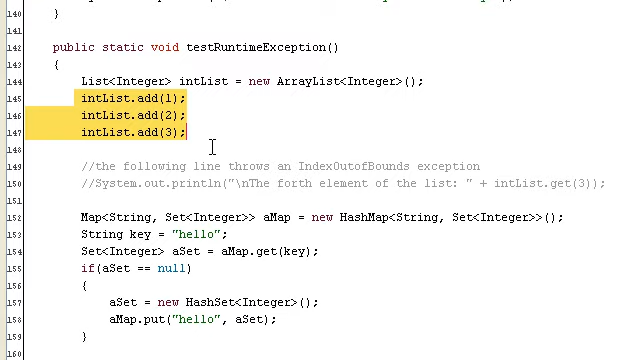 140 }
141
142 public static void testRuntimeException()
143 {
144 List<Integer> intList = new ArrayList<Integer>();
145 intList.add(1);
146 intList.add(2);
147 intList.add(3);
148
149 //the following line throws an IndexOutofBounds exception
150 //System.out.println("\nThe forth element of the list: " + intList.get(3));
151
152 Map<String, Set<Integer>> aMap = new HashMap<String, Set<Integer>>();
153 String key = "hello";
154 Set<Integer> aSet = aMap.get(key);
155 if(aSet == null)
156 {
157 aSet = new HashSet<Integer>();
158 aMap.put("hello", aSet);
159 }
160